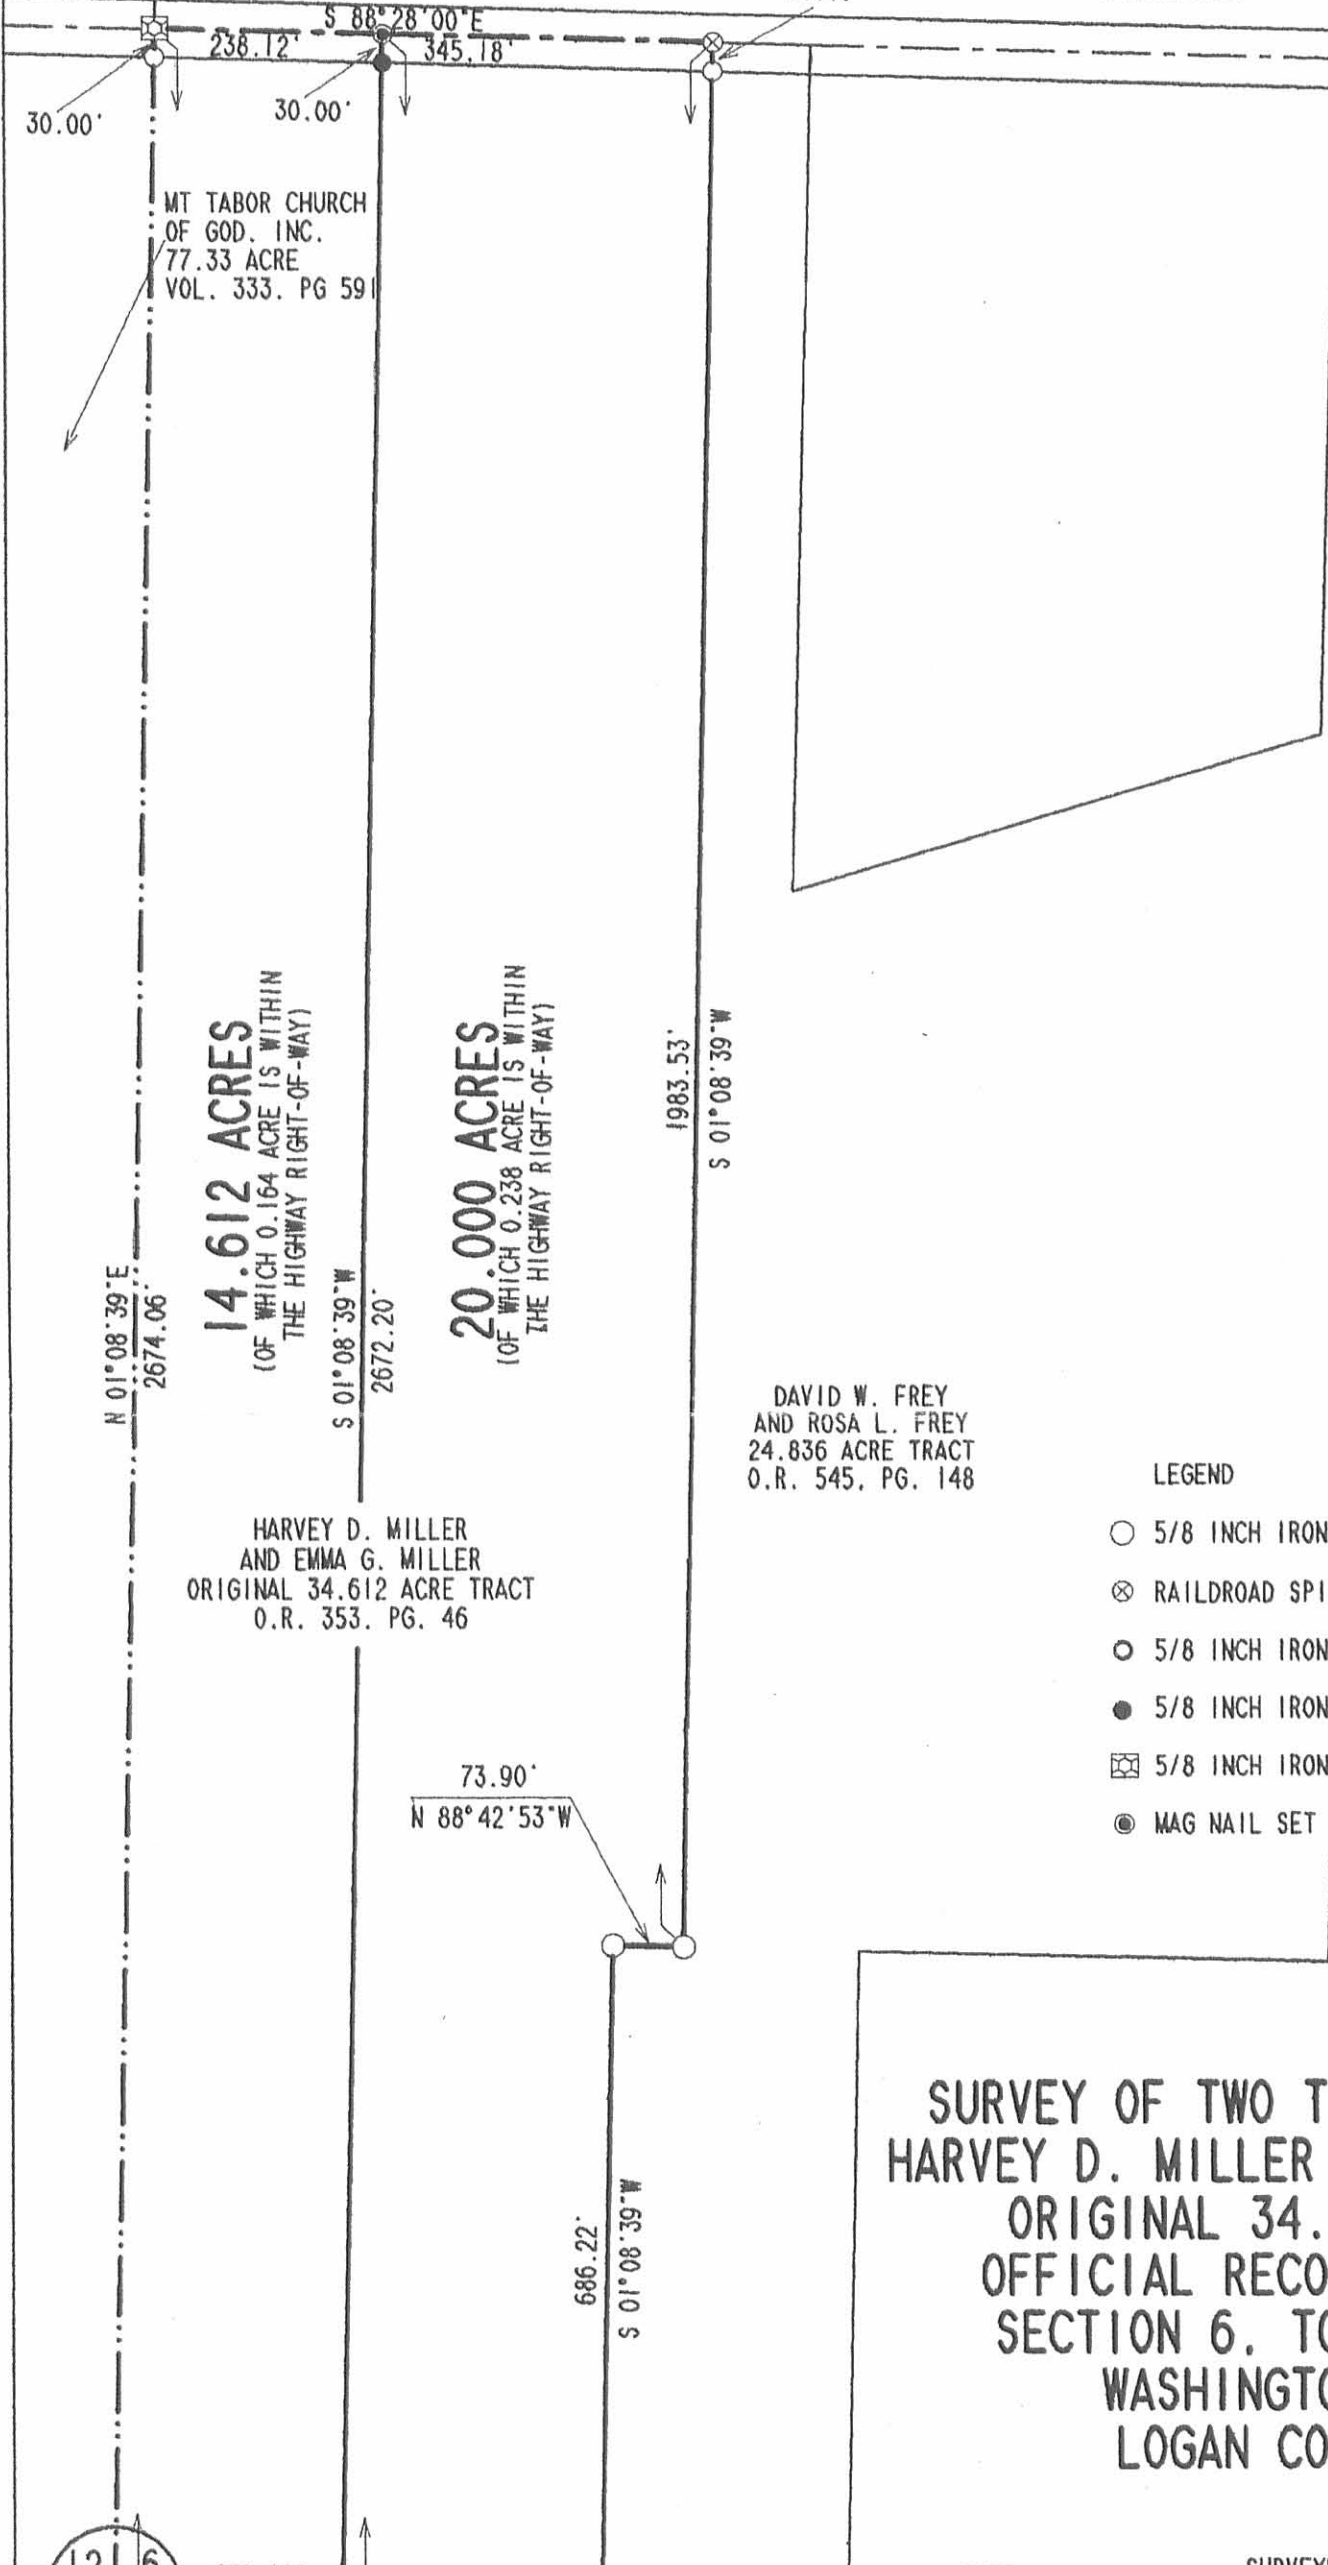 S 88°28'00"E
238.12'
345.18'
30.00'
30.00'
MT TABOR CHURCH
OF GOD. INC.
77.33 ACRE
VOL. 333. PG 591
14.612 ACRES
(OF WHICH 0.164 ACRE IS WITHIN
THE HIGHWAY RIGHT-OF-WAY)
20.000 ACRES
(OF WHICH 0.238 ACRE IS WITHIN
THE HIGHWAY RIGHT-OF-WAY)
1983.53'
S 01°08'39"W
N 01°08'39"E
2674.06'
S 01°08'39"W
2672.20'
DAVID W. FREY
AND ROSA L. FREY
24.836 ACRE TRACT
O.R. 545. PG. 148
HARVEY D. MILLER
AND EMMA G. MILLER
ORIGINAL 34.612 ACRE TRACT
O.R. 353. PG. 46
LEGEND
5/8 INCH IRON
RAILDROAD SPI
5/8 INCH IRON
5/8 INCH IRON
5/8 INCH IRON
MAG NAIL SET
73.90'
N 88°42'53"W
686.22'
S 01°08'39"W
SURVEY OF TWO T
HARVEY D. MILLER
ORIGINAL 34.
OFFICIAL RECO
SECTION 6. TO
WASHINGTO
LOGAN CO
12 6